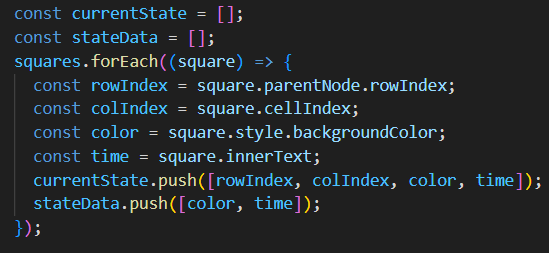 const currentState = [];
const stateData = [];
squares.forEach((square) => {
  const rowIndex = square.parentNode.rowIndex;
  const colIndex = square.cellIndex;
  const color = square.style.backgroundColor;
  const time = square.innerText;
  currentState.push([rowIndex, colIndex, color, time]);
  stateData.push([color, time]);
});